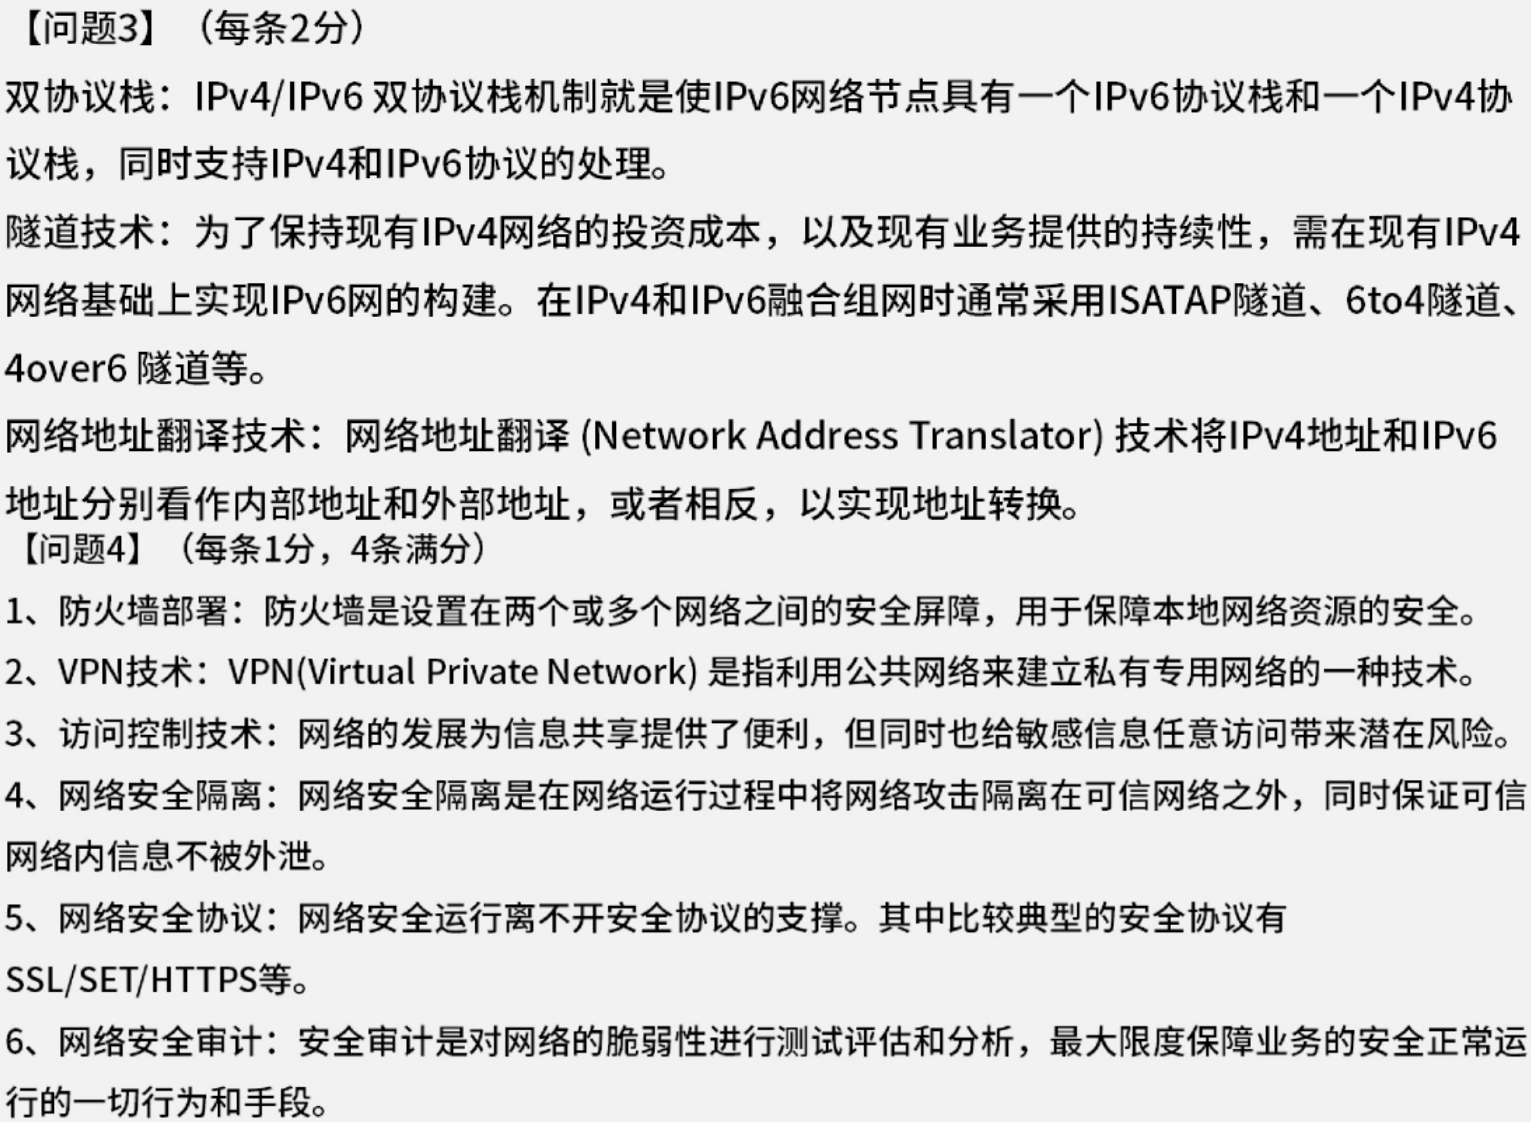 【问题3】（每条2分）
双协议栈：IPv4/IPv6 双协议栈机制就是使IPv6网络节点具有一个IPv6协议栈和一个IPv4协
议栈，同时支持IPv4和IPv6协议的处理。
隧道技术：为了保持现有IPv4网络的投资成本，以及现有业务提供的持续性，需在现有IPv4
网络基础上实现IPv6网的构建。在IPv4和IPv6融合组网时通常采用ISATAP隧道、6to4隧道、
4over6 隧道等。
网络地址翻译技术：网络地址翻译 (Network Address Translator) 技术将IPv4地址和IPv6
地址分别看作内部地址和外部地址，或者相反，以实现地址转换。
【问题4】（每条1分，4条满分）
1、防火墙部署：防火墙是设置在两个或多个网络之间的安全屏障，用于保障本地网络资源的安全。
2、VPN技术：VPN(Virtual Private Network) 是指利用公共网络来建立私有专用网络的一种技术。
3、访问控制技术：网络的发展为信息共享提供了便利，但同时也给敏感信息任意访问带来潜在风险。
4、网络安全隔离：网络安全隔离是在网络运行过程中将网络攻击隔离在可信网络之外，同时保证可信
网络内信息不被外泄。
5、网络安全协议：网络安全运行离不开安全协议的支撑。其中比较典型的安全协议有
SSL/SET/HTTPS等。
6、网络安全审计：安全审计是对网络的脆弱性进行测试评估和分析，最大限度保障业务的安全正常运
行的一切行为和手段。